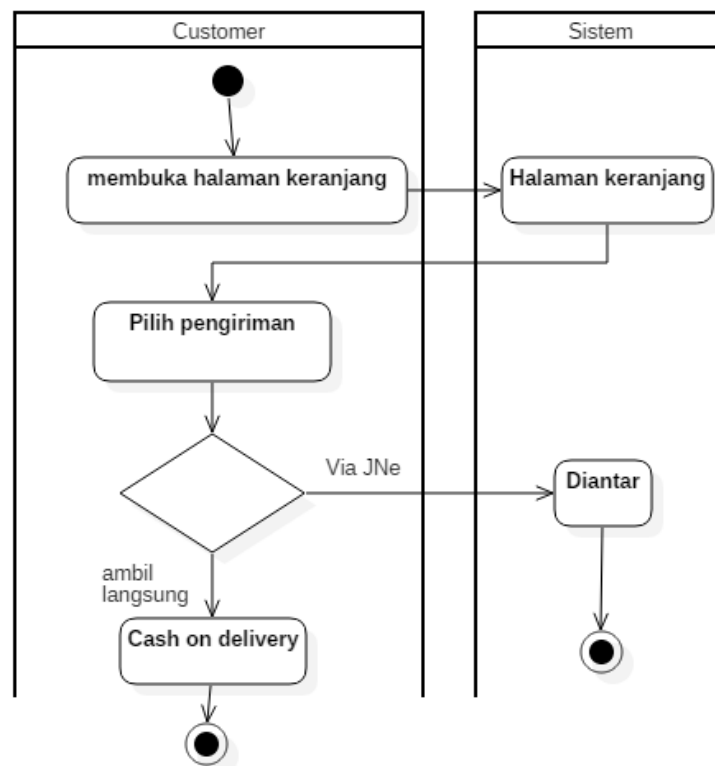 Customer
Sistem
membuka halaman keranjang
Halaman keranjang
Pilih pengiriman
Via JNe
Diantar
ambil
langsung
Cash on delivery